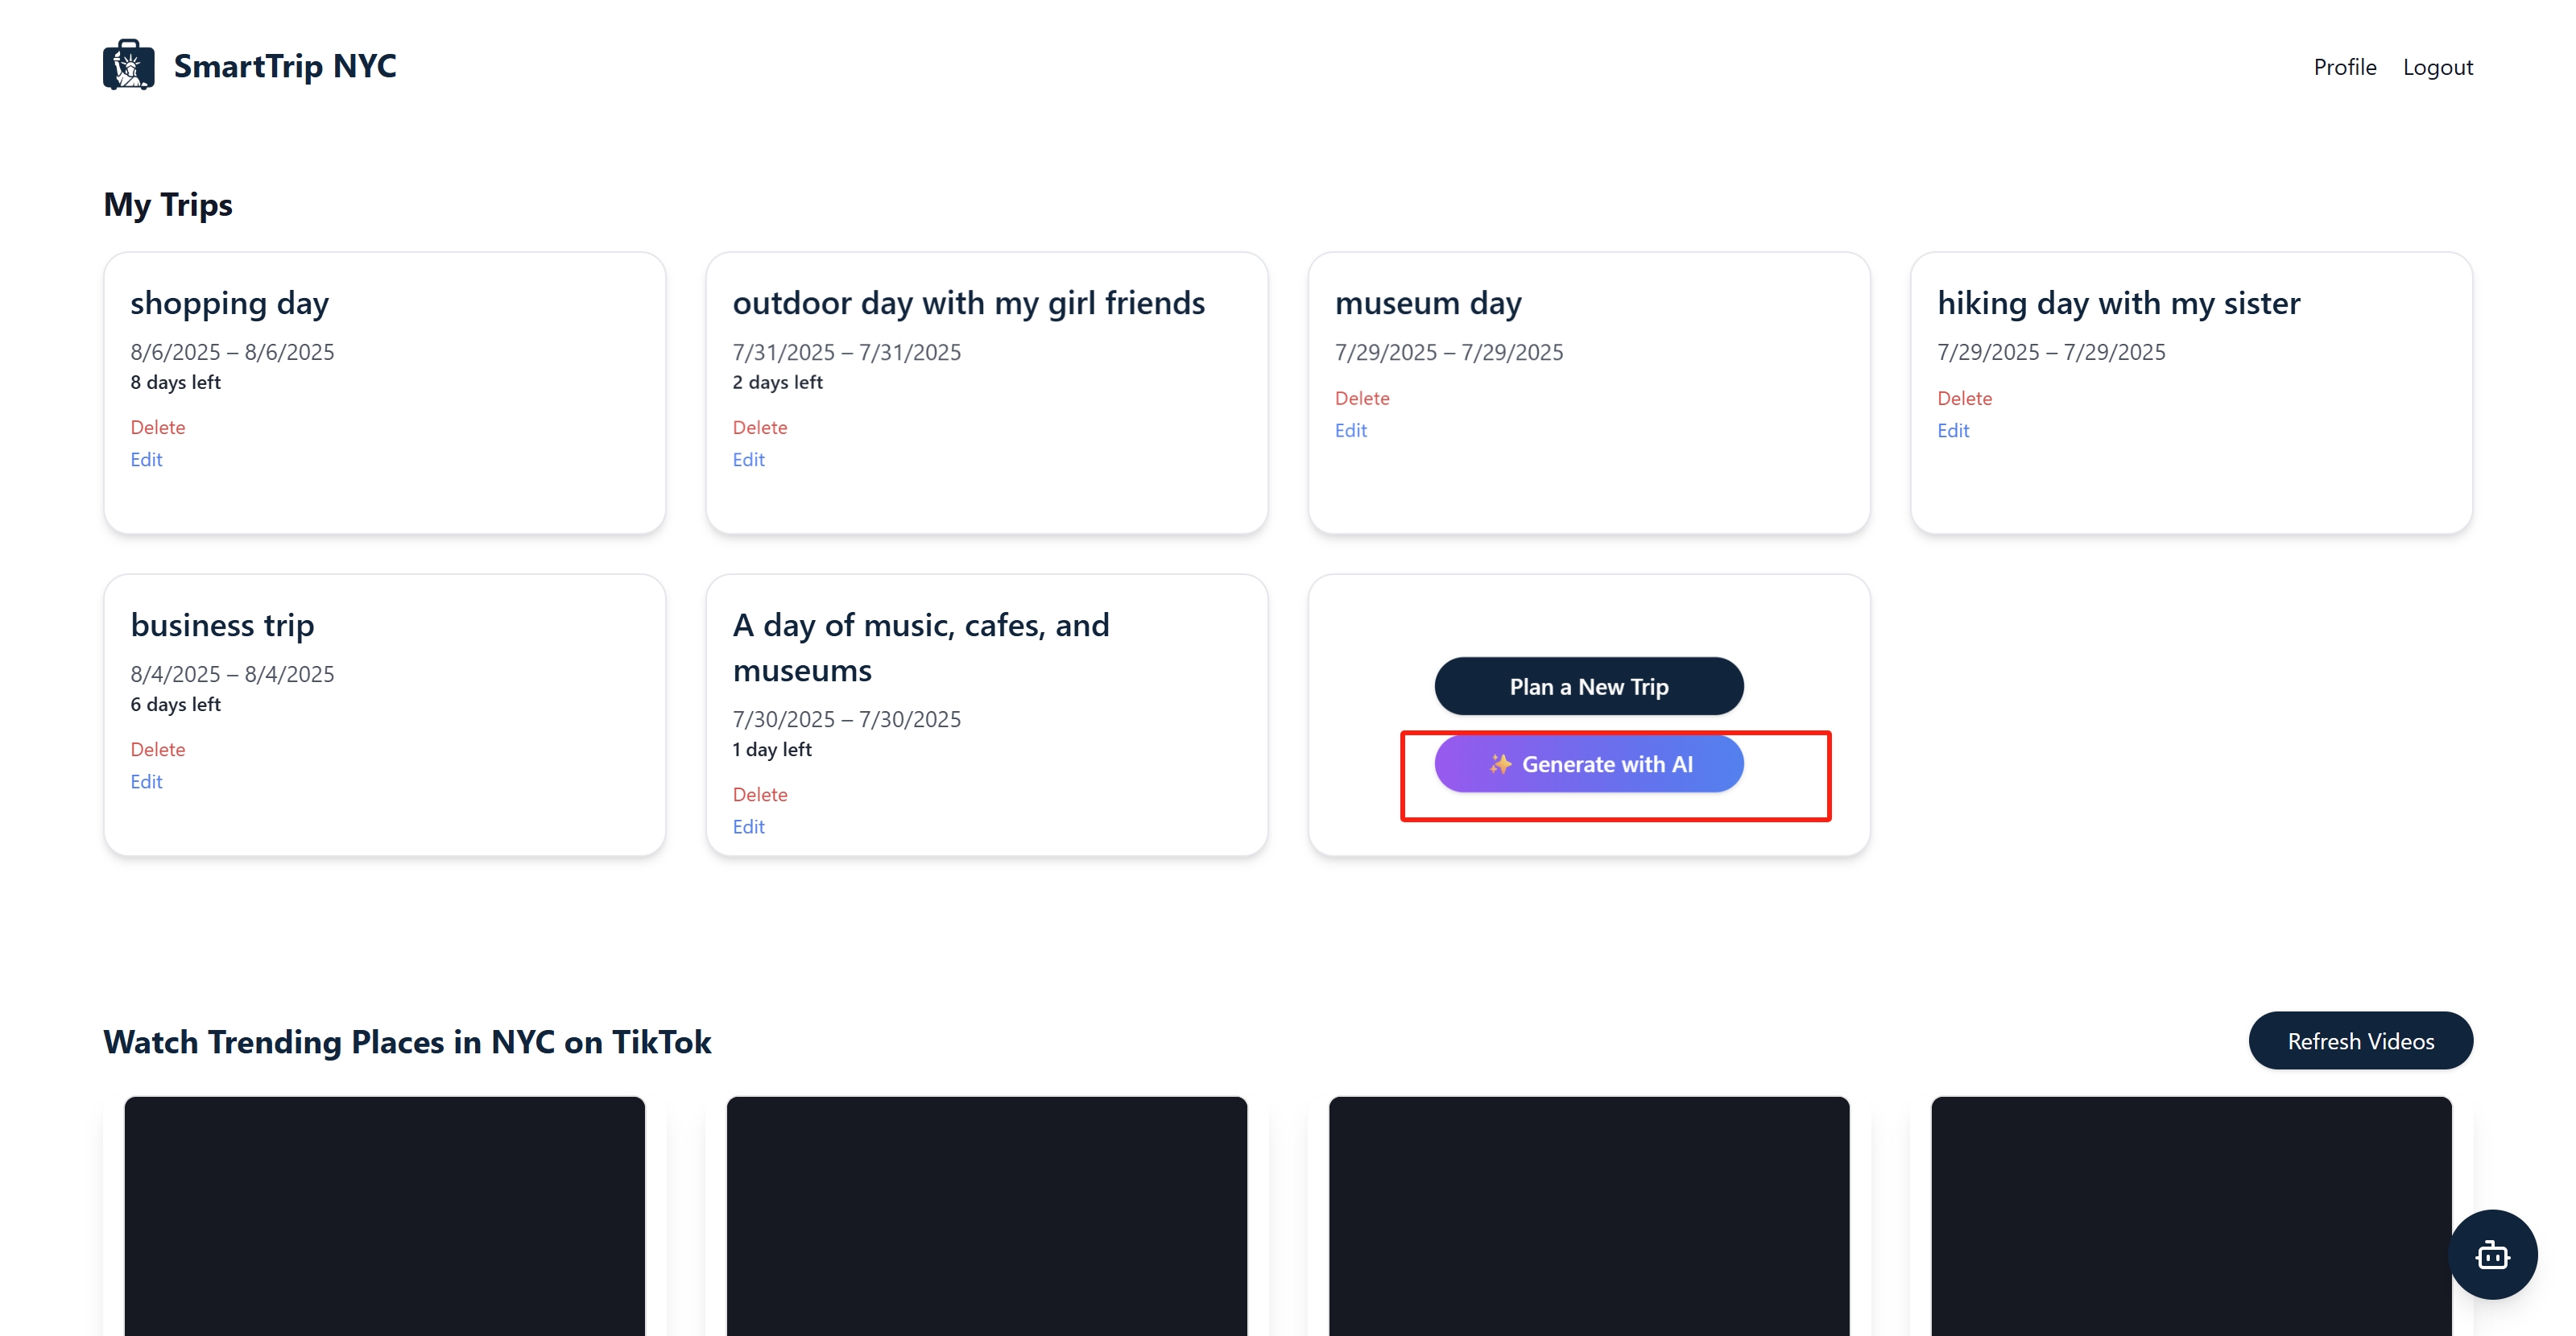 SmartTrip NYC
Profile
Logout
My Trips
shopping day
8/6/2025 – 8/6/2025
8 days left
Delete
Edit
outdoor day with my girl friends
7/31/2025 – 7/31/2025
2 days left
Delete
Edit
museum day
7/29/2025 – 7/29/2025
Delete
Edit
hiking day with my sister
7/29/2025 – 7/29/2025
Delete
Edit
business trip
8/4/2025 – 8/4/2025
6 days left
Delete
Edit
A day of music, cafes, and
museums
7/30/2025 – 7/30/2025
1 day left
Delete
Edit
Plan a New Trip
✨ Generate with AI
Watch Trending Places in NYC on TikTok
Refresh Videos